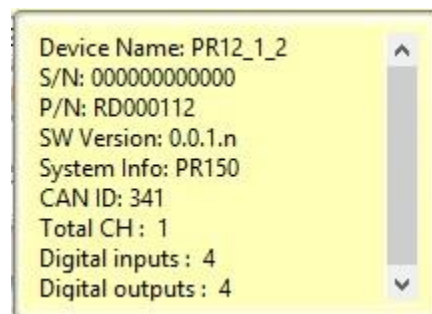 Device Name: PR12_1_2
S/N: 000000000000
P/N: RD000112
SW Version: 0.0.1.n
System Info: PR150
CAN ID: 341
Total CH :  1
Digital inputs :  4
Digital outputs :  4